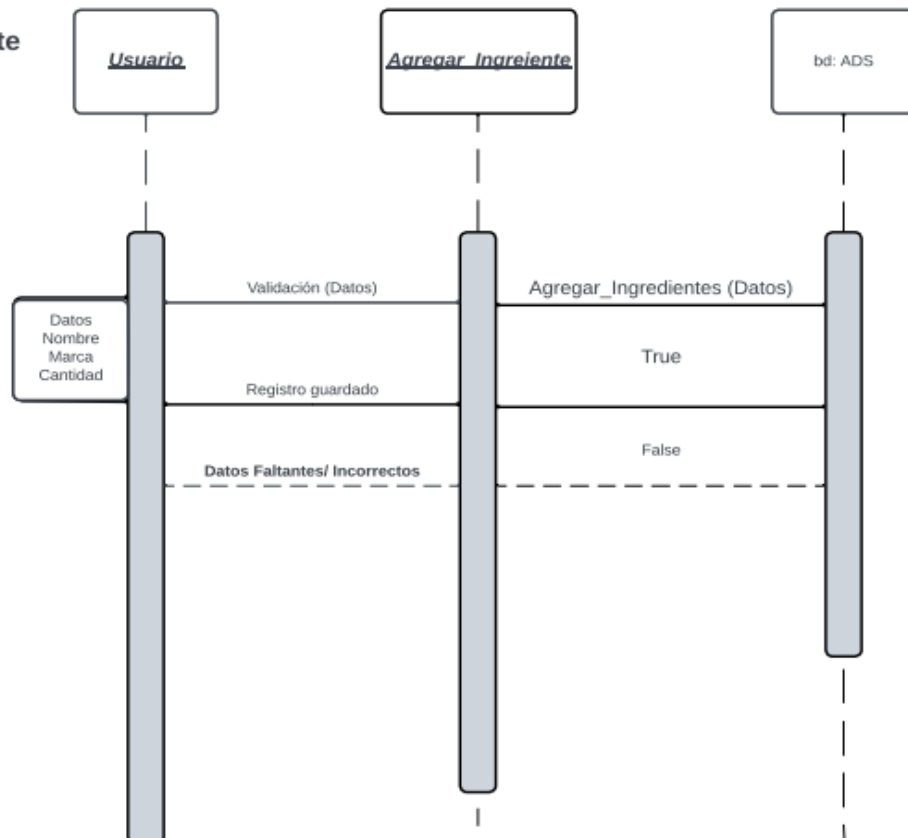 te
Usuario
Agregar_Ingreiente
bd: ADS
Validación (Datos)
Agregar_Ingredientes (Datos)
Datos
Nombre
Marca
Cantidad
True
Registro guardado
False
Datos Faltantes/ Incorrectos